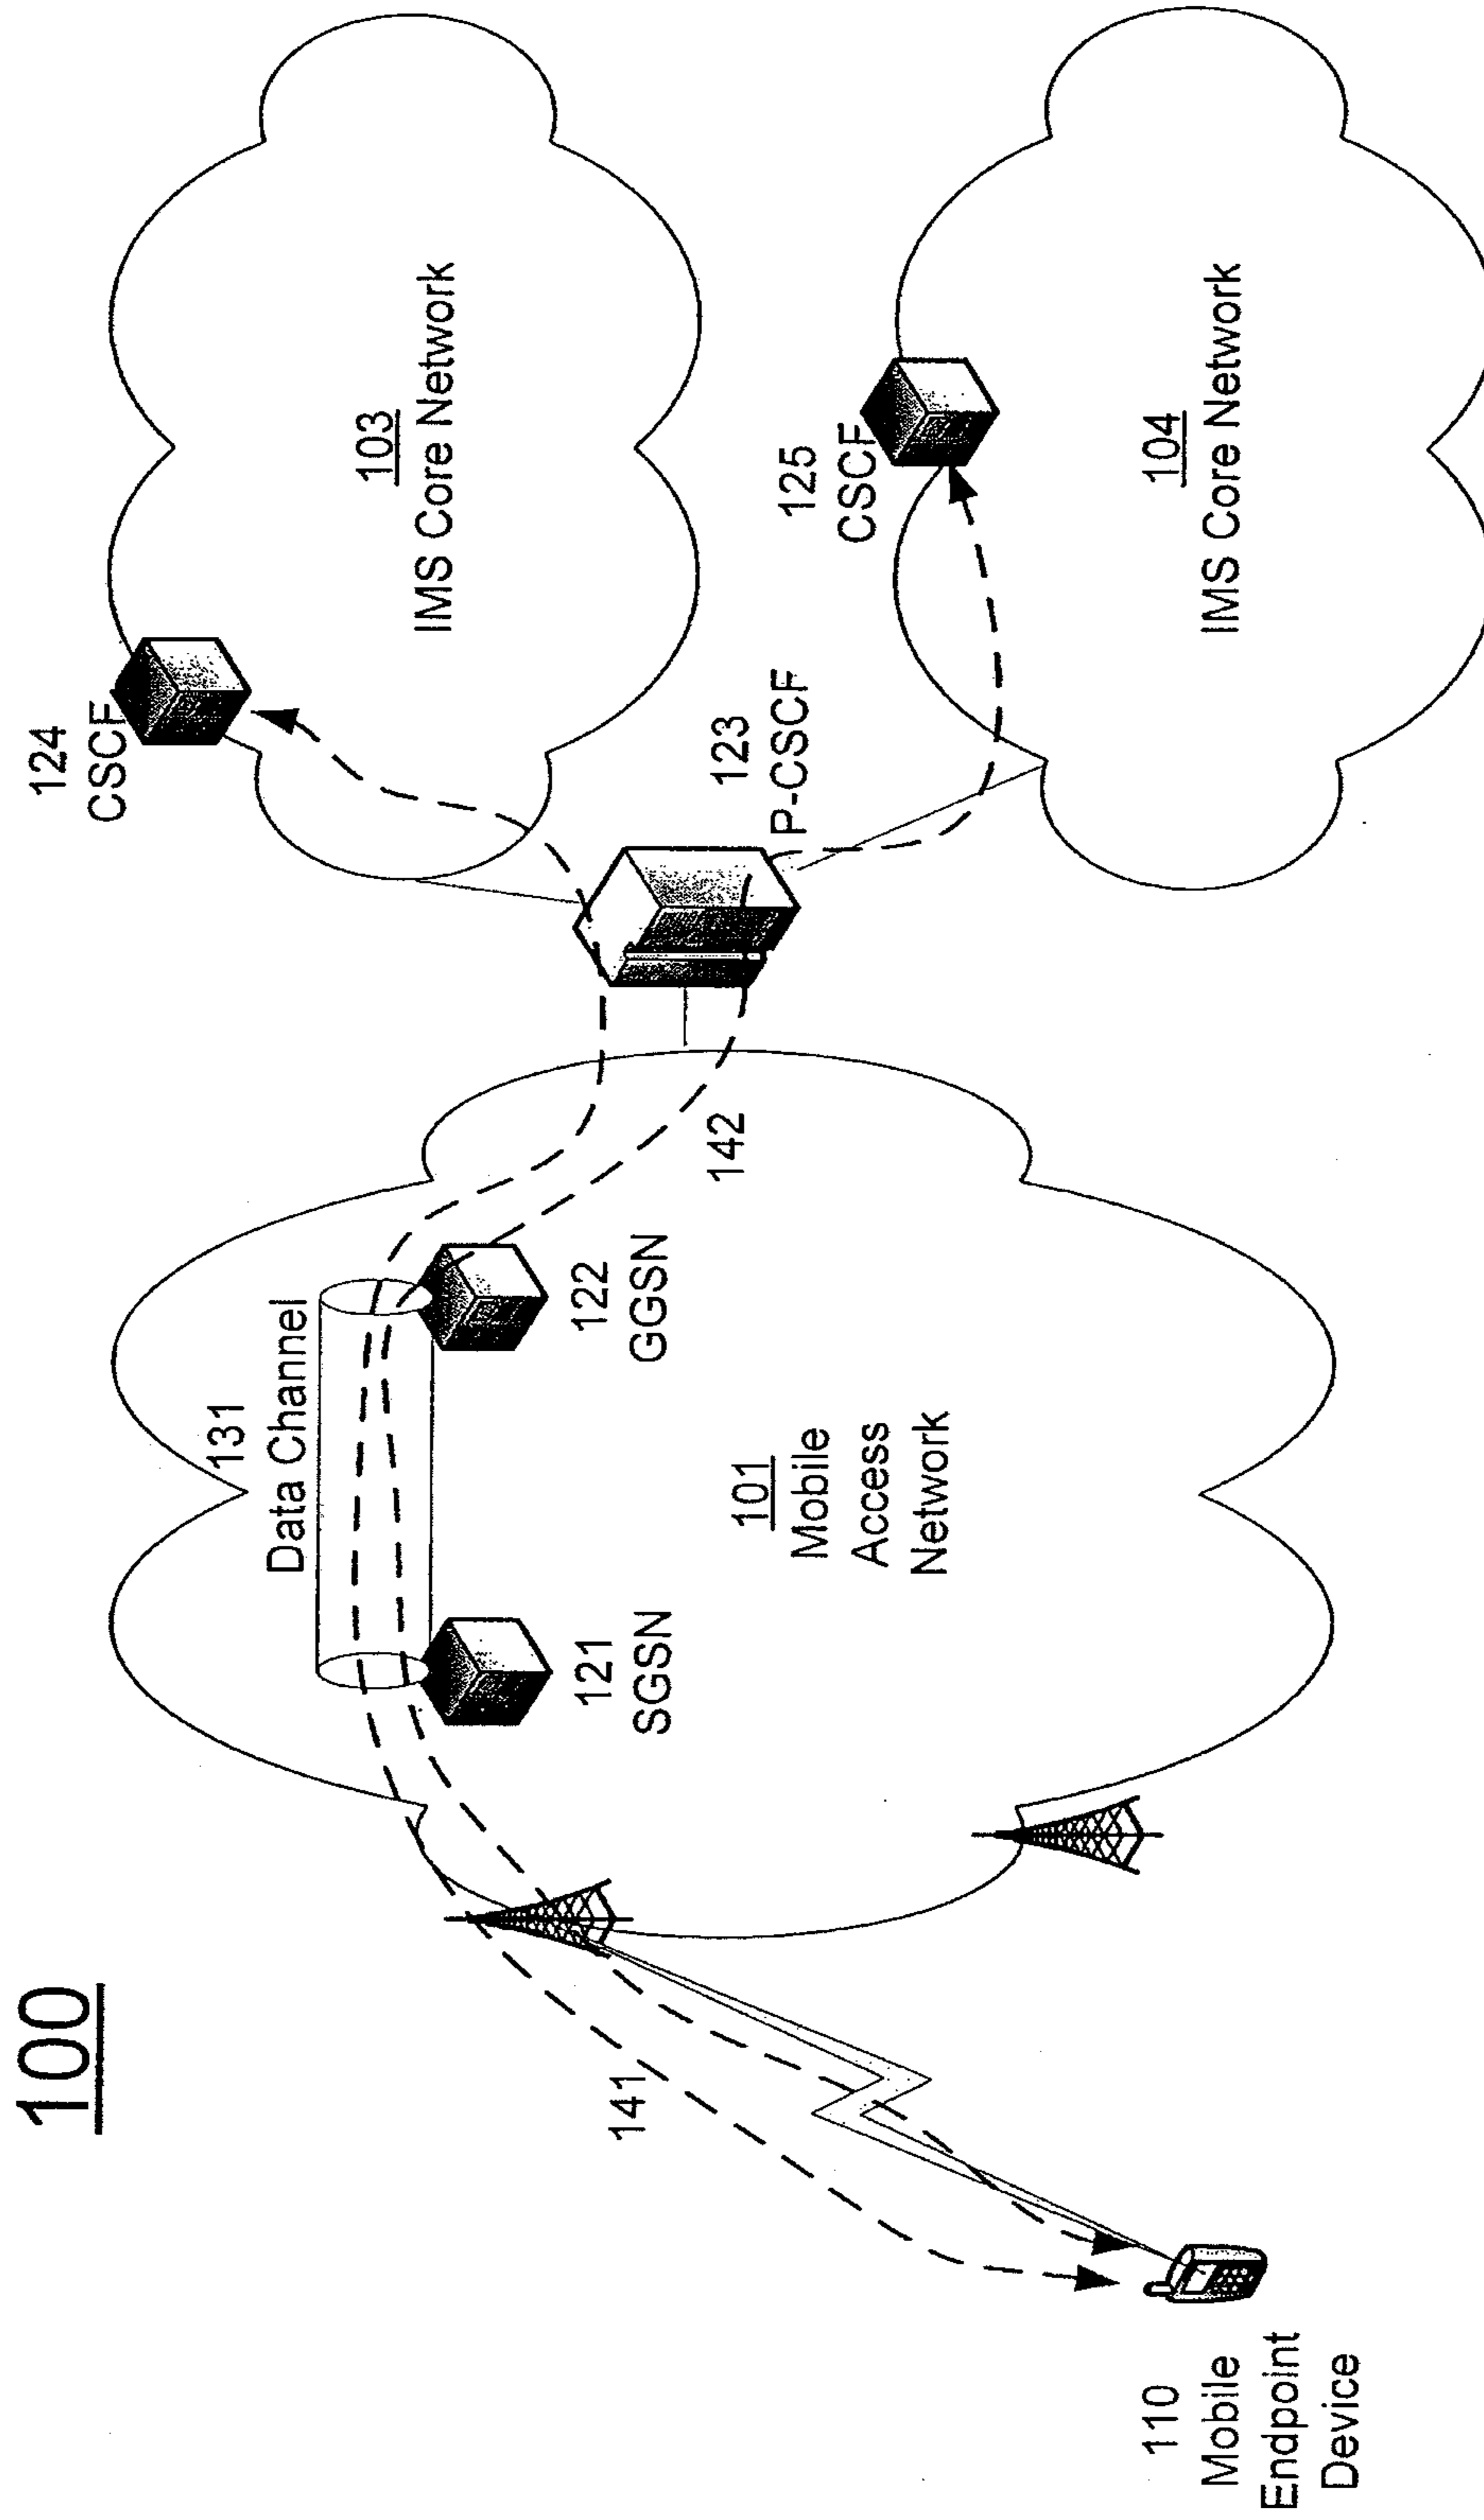 100
110
Mobile
Endpoint
Device
141
121
SGSN
131
Data Channel
122
GGSN
101
Mobile
Access
Network
142
123
P-CSCF
124
CSCF
103
IMS Core Network
125
CSCF
104
IMS Core Network